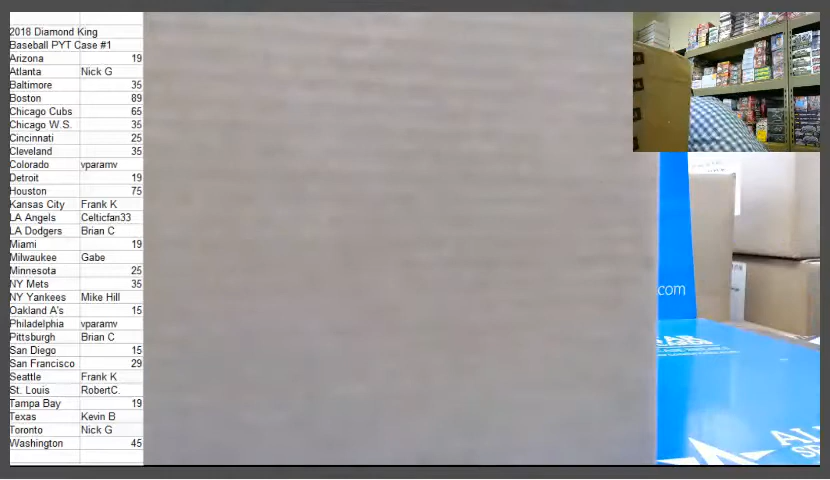 2018 Diamond King
Baseball PYT Case #1
Arizona 19
Atlanta Nick G
Baltimore 35
Boston 89
Chicago Cubs 65
Chicago W.S. 35
Cincinnati 25
Cleveland 35
Colorado vparamv
Detroit 19
Houston 75
Kansas City Frank K
LA Angels Celticfan33
LA Dodgers Brian C
Miami 19
Milwaukee Gabe
Minnesota 25
NY Mets 35
NY Yankees Mike Hill
Oakland A's 15
Philadelphia vparamv
Pittsburgh Brian C
San Diego 15
San Francisco 29
Seattle Frank K
St. Louis RobertC.
Tampa Bay 19
Texas Kevin B
Toronto Nick G
Washington 45
.com